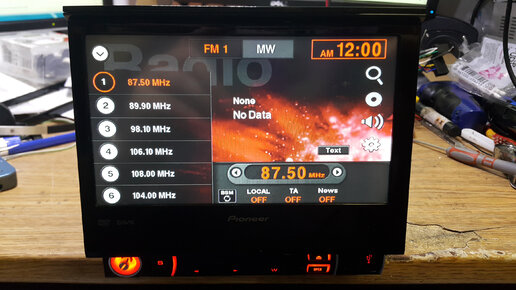 Radio
FM 1
MW
AM 12:00
1 87.50 MHz
2 89.90 MHz
3 98.10 MHz
4 106.10 MHz
5 108.00 MHz
6 104.00 MHz
None
No Data
Text
87.50 MHz
BSM
LOCAL
OFF
TA
OFF
News
OFF
Pioneer